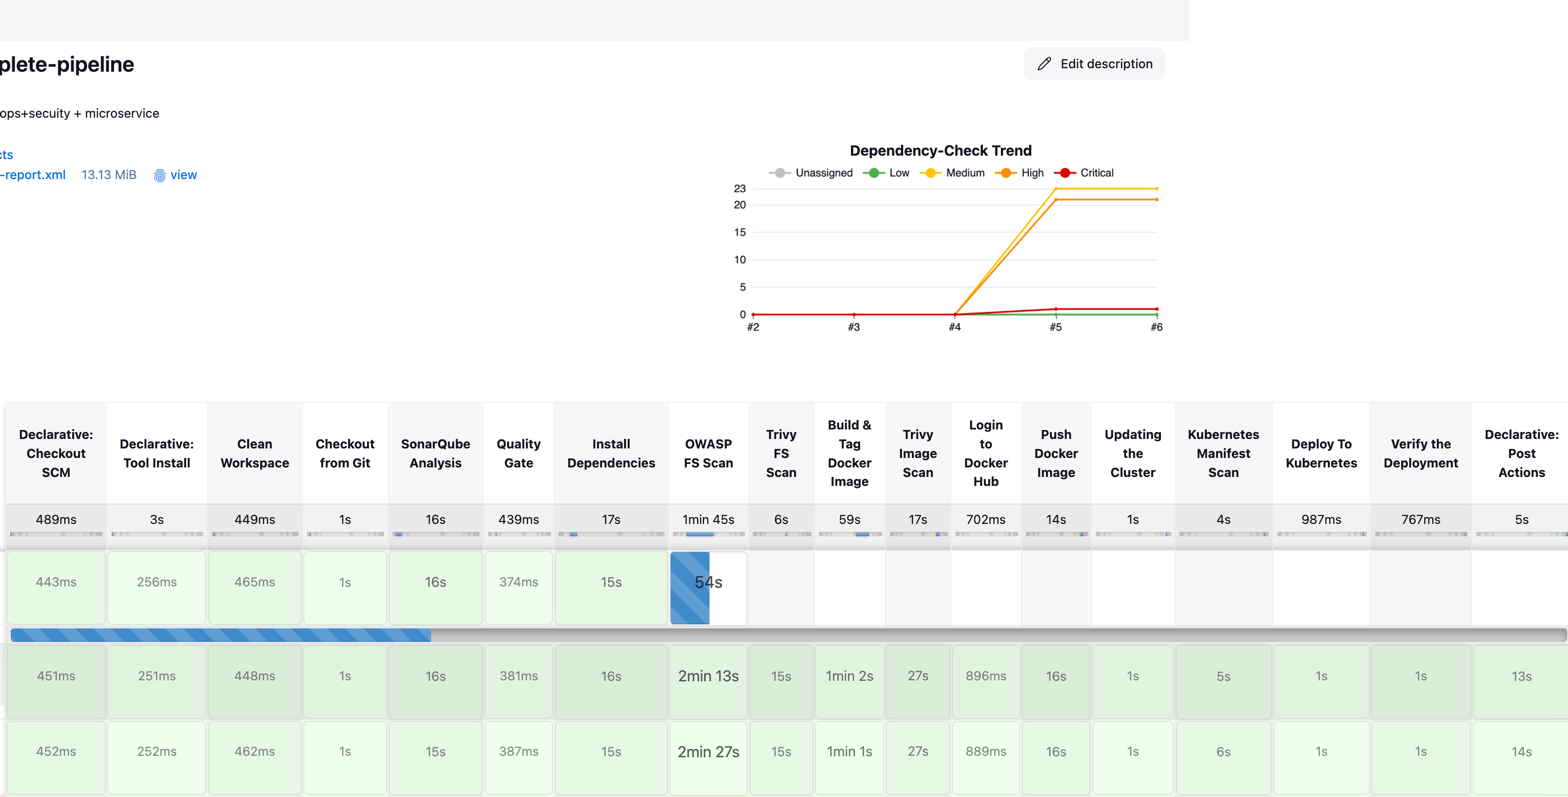 plete-pipeline
Edit description
ops+secuity + microservice
cts
-report.xml 13.13 MiB view
Dependency-Check Trend
Unassigned Low Medium High Critical
23
20
15
10
5
0
#2 #3 #4 #5 #6
Declarative: Checkout SCM
Declarative: Tool Install
Clean Workspace
Checkout from Git
SonarQube Analysis
Quality Gate
Install Dependencies
OWASP FS Scan
Trivy FS Scan
Build & Tag Docker Image
Trivy Image Scan
Login to Docker Hub
Push Docker Image
Updating the Cluster
Kubernetes Manifest Scan
Deploy To Kubernetes
Verify the Deployment
Declarative: Post Actions
489ms 3s 449ms 1s 16s 439ms 17s 1min 45s 6s 59s 17s 702ms 14s 1s 4s 987ms 767ms 5s
443ms 256ms 465ms 1s 16s 374ms 15s 54s
451ms 251ms 448ms 1s 16s 381ms 16s 2min 13s 15s 1min 2s 27s 896ms 16s 1s 5s 1s 1s 13s
452ms 252ms 462ms 1s 15s 387ms 15s 2min 27s 15s 1min 1s 27s 889ms 16s 1s 6s 1s 1s 14s